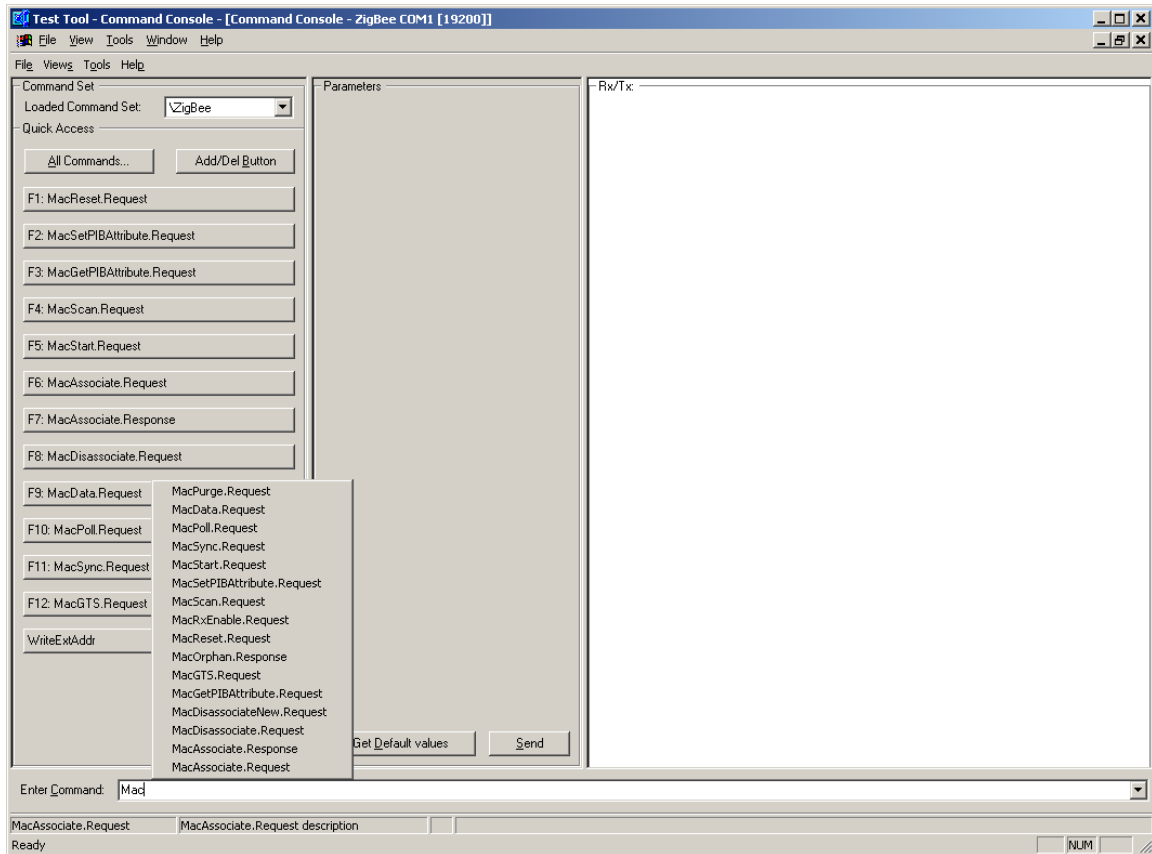 Test Tool - Command Console - [Command Console - ZigBee COM1 [19200]]
File View Tools Window Help
File Views Tools Help
Command Set
Loaded Command Set: \ZigBee
Quick Access
All Commands... Add/Del Button
F1: MacReset.Request
F2: MacSetPIBAttribute.Request
F3: MacGetPIBAttribute.Request
F4: MacScan.Request
F5: MacStart.Request
F6: MacAssociate.Request
F7: MacAssociate.Response
F8: MacDisassociate.Request
F9: MacData.Request
F10: MacPoll.Request
F11: MacSync.Request
F12: MacGTS.Request
WriteExtAddr
MacPurge.Request
MacData.Request
MacPoll.Request
MacSync.Request
MacStart.Request
MacSetPIBAttribute.Request
MacScan.Request
MacRxEnable.Request
MacReset.Request
MacOrphan.Response
MacGTS.Request
MacGetPIBAttribute.Request
MacDisassociateNew.Request
MacDisassociate.Request
MacAssociate.Response
MacAssociate.Request
Parameters
Get Default values Send
Rx/Tx:
Enter Command: Mac
MacAssociate.Request MacAssociate.Request description
Ready NUM